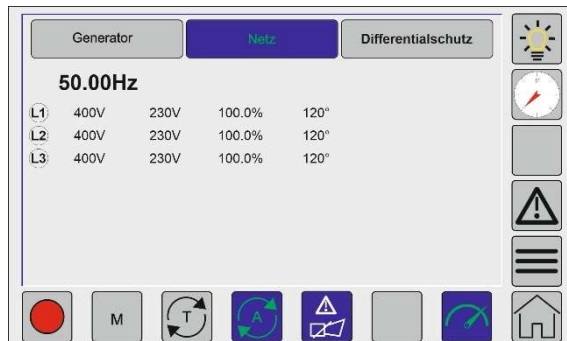 Generator Netz Differentialschutz
50.00Hz
L1 400V 230V 100.0% 120°
L2 400V 230V 100.0% 120°
L3 400V 230V 100.0% 120°
M T A